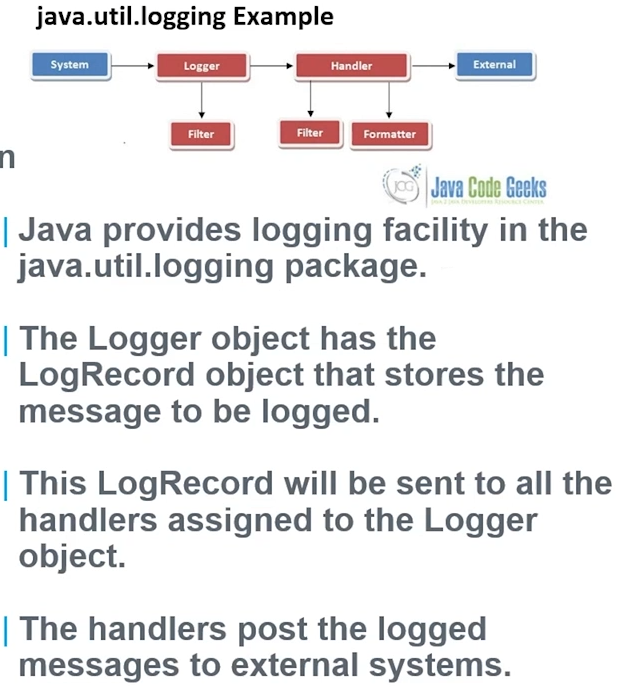 java.util.logging Example
System
Logger
Handler
External
Filter
Filter
Formatter
n
JCG
Java Code Geeks
| Java provides logging facility in the
java.util.logging package.
| The Logger object has the
LogRecord object that stores the
message to be logged.
| This LogRecord will be sent to all the
handlers assigned to the Logger
object.
| The handlers post the logged
messages to external systems.